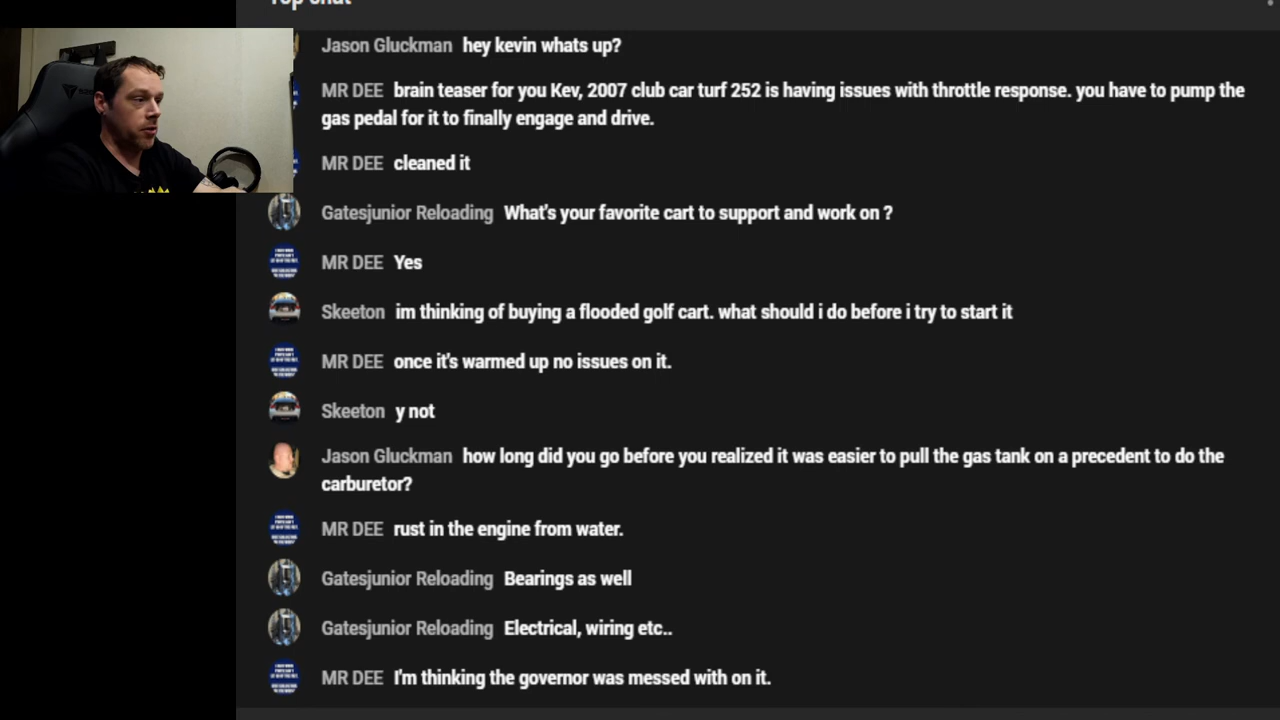 Top chat
Jason Gluckman hey kevin whats up?
MR DEE brain teaser for you Kev, 2007 club car turf 252 is having issues with throttle response. you have to pump the
gas pedal for it to finally engage and drive.
MR DEE cleaned it
Gatesjunior Reloading What's your favorite cart to support and work on ?
MR DEE Yes
Skeeton im thinking of buying a flooded golf cart. what should i do before i try to start it
MR DEE once it's warmed up no issues on it.
Skeeton y not
Jason Gluckman how long did you go before you realized it was easier to pull the gas tank on a precedent to do the
carburetor?
MR DEE rust in the engine from water.
Gatesjunior Reloading Bearings as well
Gatesjunior Reloading Electrical, wiring etc..
MR DEE I'm thinking the governor was messed with on it.